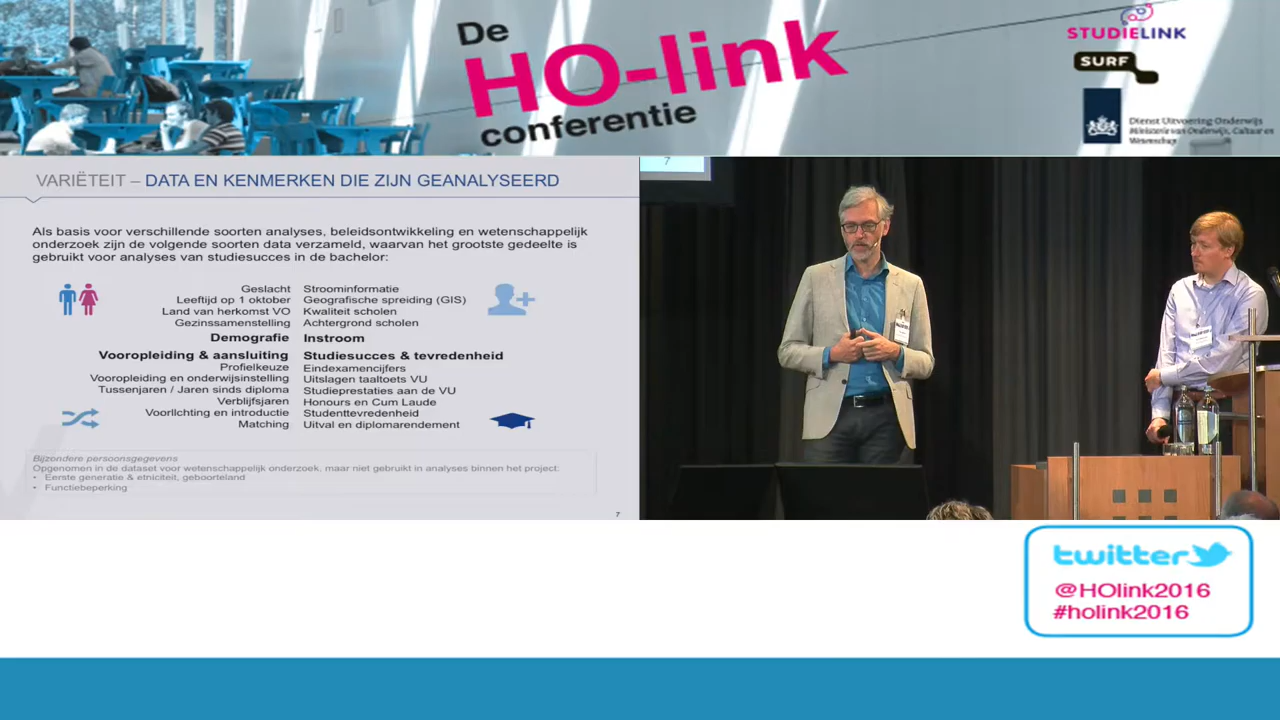 De
HO-link
conferentie
STUDIELINK
SURF
Dienst Uitvoering Onderwijs
Ministerie van Onderwijs, Cultuur en
Wetenschap
VARIËTEIT – DATA EN KENMERKEN DIE ZIJN GEANALYSEERD
Als basis voor verschillende soorten analyses, beleidsontwikkeling en wetenschappelijk
onderzoek zijn de volgende soorten data verzameld, waarvan het grootste gedeelte is
gebruikt voor analyses van studiesucces in de bachelor:
Geslacht Stroominformatie
Leeftijd op 1 oktober Geografische spreiding (GIS)
Land van herkomst VO Kwaliteit scholen
Gezinssamenstelling Achtergrond scholen
Demografie Instroom
Vooropleiding & aansluiting Studiesucces & tevredenheid
Profielkeuze Eindexamencijfers
Vooropleiding en onderwijsinstelling Uitslagen taaltoets VU
Tussenjaren / Jaren sinds diploma Studieprestaties aan de VU
Verblijfsjaren Honours en Cum Laude
Voorlichting en introductie Studenttevredenheid
Matching Uitval en diplomarendement
Bijzondere persoonsgegevens
Opgenomen in de dataset voor wetenschappelijk onderzoek, maar niet gebruikt in analyses binnen het project:
• Eerste generatie & etniciteit, geboorteland
• Functiebeperking
7
7
twitter
@HOlink2016
#holink2016